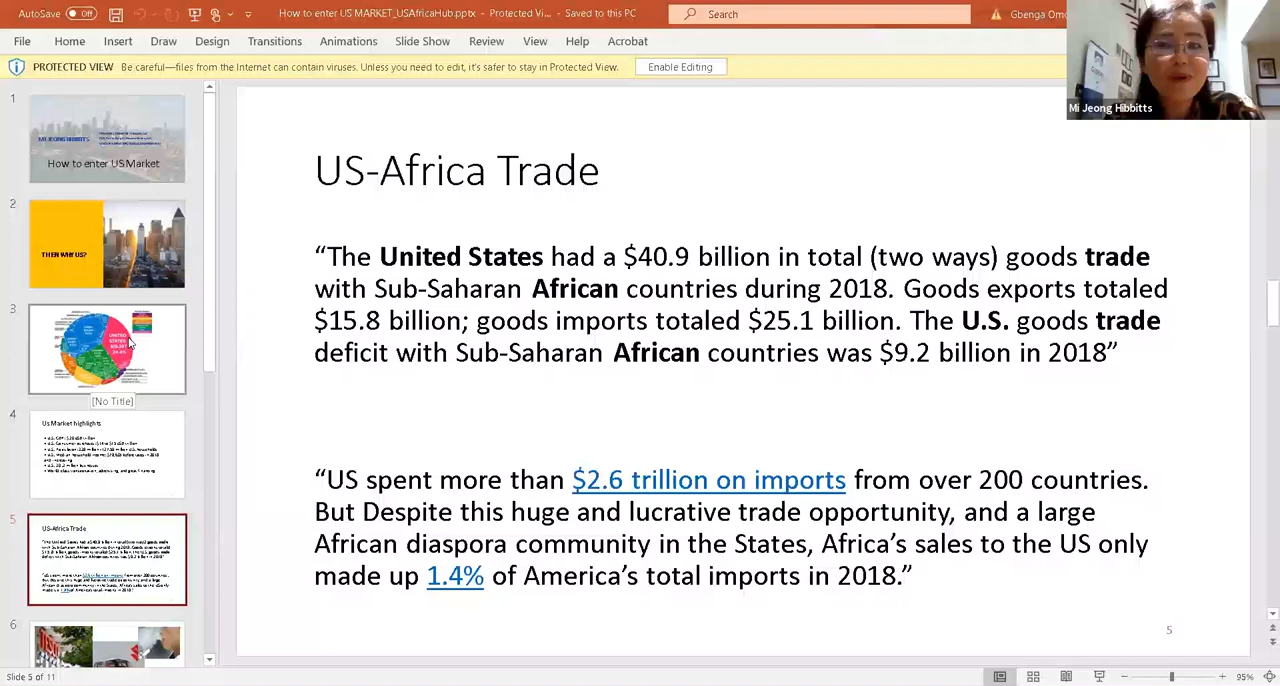 AutoSave Off How to enter US MARKET_USAfricaHub.pptx - Protected Vi... - Saved to this PC Search Gbenga Omo
File Home Insert Draw Design Transitions Animations Slide Show Review View Help Acrobat
PROTECTED VIEW Be careful—files from the Internet can contain viruses. Unless you need to edit, it's safer to stay in Protected View. Enable Editing
Mi Jeong Hibbitts
1
MI JEONG HIBBITTS
How to enter US Market
2
THEN WHY US?
3
UNITED
STATES
[No Title]
4
Us Market highlights
5
US-Africa Trade
6
US-Africa Trade
“The United States had a $40.9 billion in total (two ways) goods trade
with Sub-Saharan African countries during 2018. Goods exports totaled
$15.8 billion; goods imports totaled $25.1 billion. The U.S. goods trade
deficit with Sub-Saharan African countries was $9.2 billion in 2018”
“US spent more than $2.6 trillion on imports from over 200 countries.
But Despite this huge and lucrative trade opportunity, and a large
African diaspora community in the States, Africa’s sales to the US only
made up 1.4% of America’s total imports in 2018.”
5
Slide 5 of 11 95%